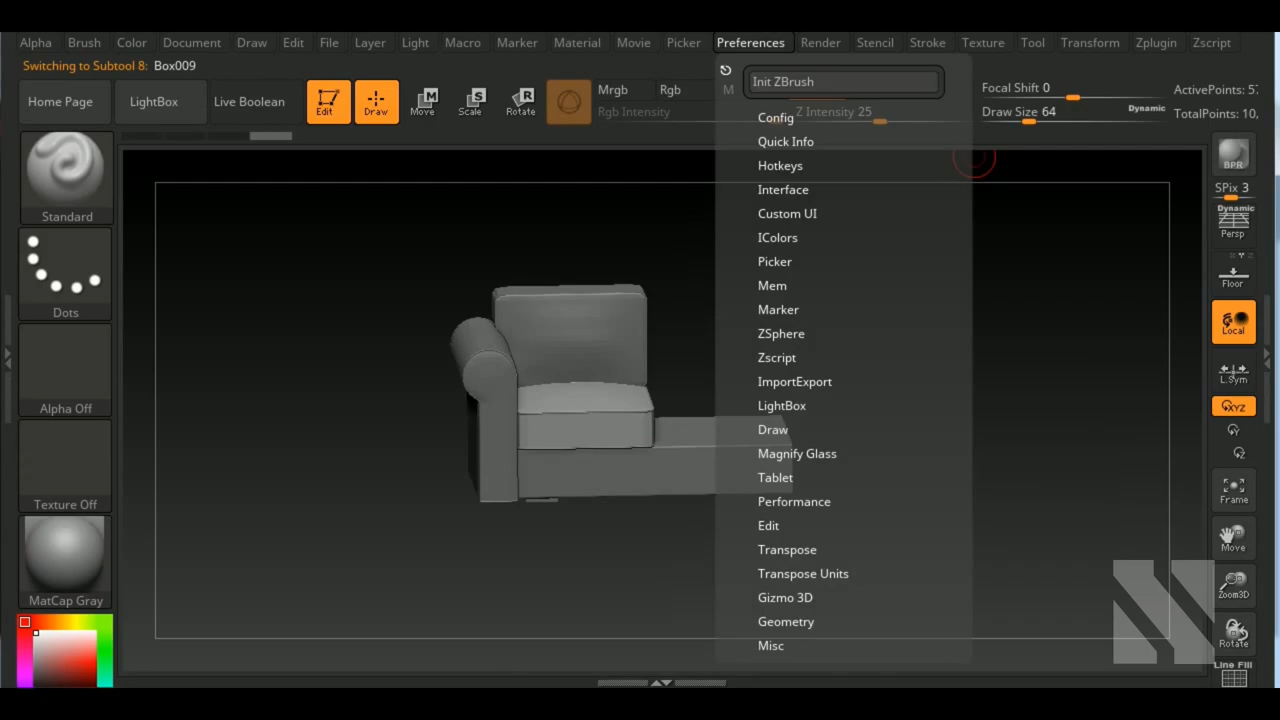 Alpha Brush Color Document Draw Edit File Layer Light Macro Marker Material Movie Picker Preferences Render Stencil Stroke Texture Tool Transform Zplugin Zscript
Switching to Subtool 8: Box009
Home Page LightBox Live Boolean Edit Draw Move Scale Rotate
M S R
Mrgb Rgb
Rgb Intensity
Z Intensity 25
Focal Shift 0
Draw Size 64 Dynamic
ActivePoints: 5
TotalPoints: 10,
Standard
Dots
Alpha Off
Texture Off
MatCap Gray
M
Init ZBrush
Config
Quick Info
Hotkeys
Interface
Custom UI
IColors
Picker
Mem
Marker
ZSphere
Zscript
ImportExport
LightBox
Draw
Magnify Glass
Tablet
Performance
Edit
Transpose
Transpose Units
Gizmo 3D
Geometry
Misc
BPR
SPix 3
Dynamic
Persp
Floor
Local
L.Sym
XYZ
Y
Z
Frame
Move
Zoom3D
Rotate
Line Fill